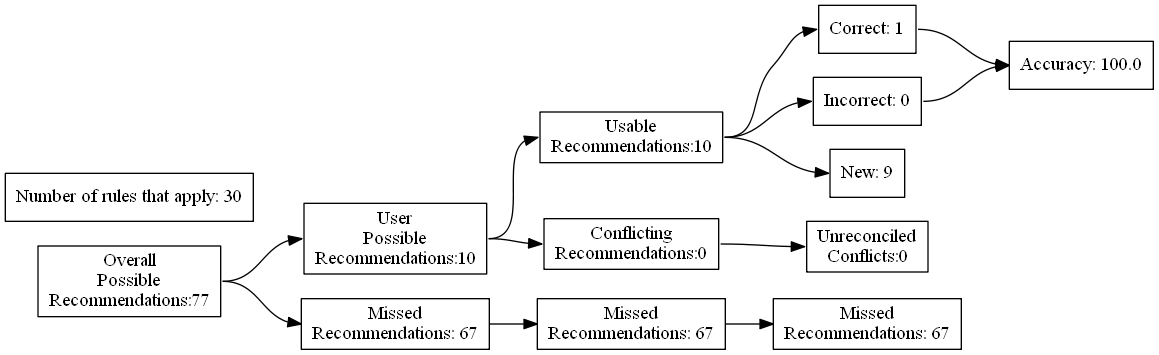 Correct: 1
Accuracy: 100.0
Incorrect: 0
Usable
Recommendations:10
New: 9
Number of rules that apply: 30
User
Possible
Recommendations:10
Conflicting
Recommendations:0
Unreconciled
Conflicts:0
Overall
Possible
Recommendations:77
Missed
Recommendations: 67
Missed
Recommendations: 67
Missed
Recommendations: 67